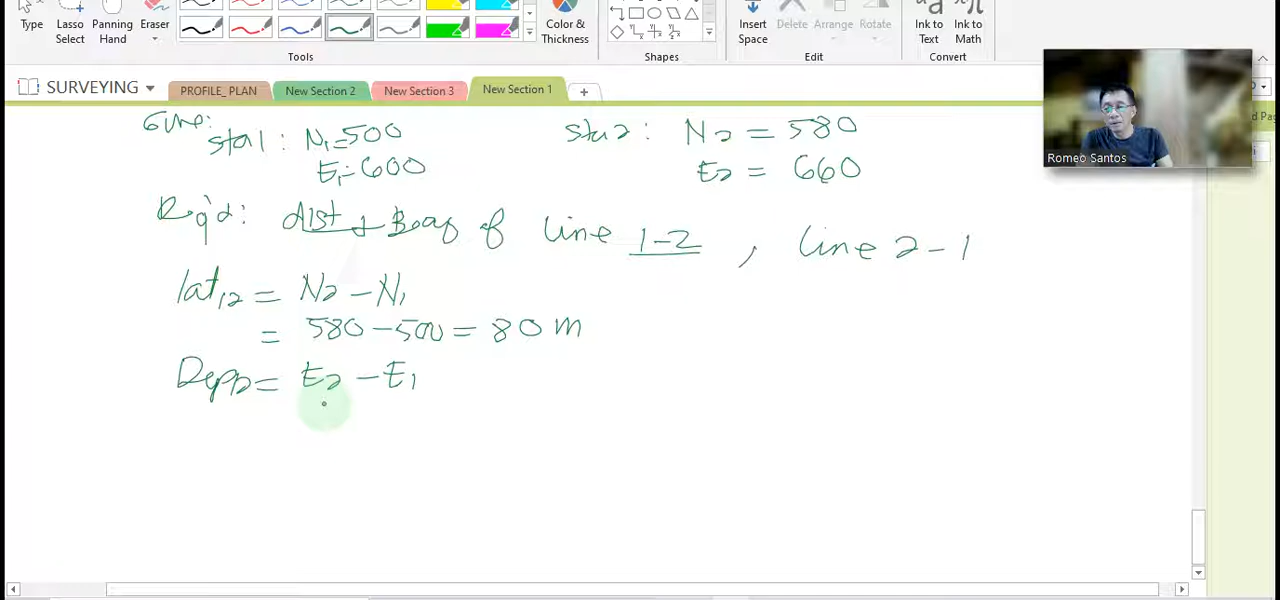 Type
Lasso Select
Panning Hand
Eraser
Color & Thickness
Insert Space
Delete
Arrange
Rotate
Ink to Text
Ink to Math
Tools
Shapes
Edit
Convert
SURVEYING
PROFILE_ PLAN
New Section 2
New Section 3
New Section 1
Romeo Santos
Sta1: N1=500
E1=600
Sta2: N2 = 580
E2 = 660
Req'd: dist + Bear of line 1-2, line 2-1
lat12 = N2 - N1
= 580 - 500 = 80 m
Dep12 = E2 - E1